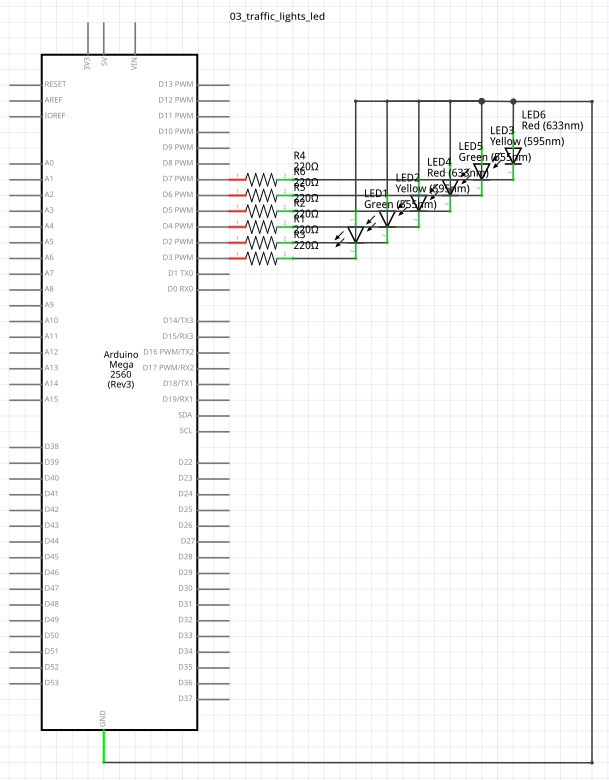 03_traffic_lights_led
3V3
5V
VIN
RESET
AREF
IOREF
A0
A1
A2
A3
A4
A5
A6
A7
A8
A9
A10
A11
A12
A13
A14
A15
D38
D39
D40
D41
D42
D43
D44
D45
D46
D47
D48
D49
D50
D51
D52
D53
Arduino
Mega
2560
(Rev3)
D13 PWM
D12 PWM
D11 PWM
D10 PWM
D9 PWM
D8 PWM
D7 PWM
D6 PWM
D5 PWM
D4 PWM
D2 PWM
D3 PWM
D1 TX0
D0 RX0
D14/TX3
D15/RX3
D16 PWM/TX2
D17 PWM/RX2
D18/TX1
D19/RX1
SDA
SCL
D22
D23
D24
D25
D26
D27
D28
D29
D30
D31
D32
D33
D34
D35
D36
D37
GND
R4
220Ω
R6
220Ω
R5
220Ω
R2
220Ω
R1
220Ω
R3
220Ω
LED6
Red (633nm)
LED3
Yellow (595nm)
LED5
Green (555nm)
LED4
Red (633nm)
LED2
Yellow (595nm)
LED1
Green (555nm)